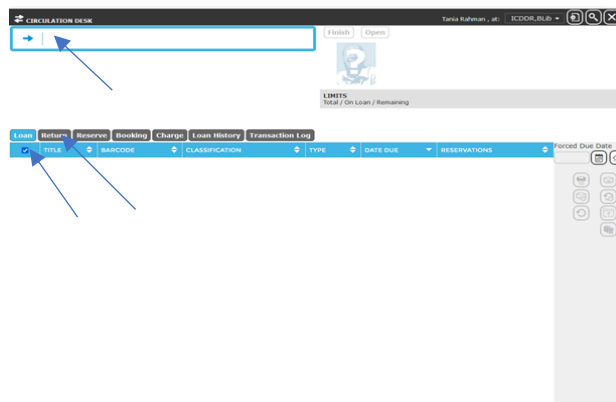 CIRCULATION DESK
Tania Rahman , at: ICDDR,BLib
Finish Open
LIMITS
Total / On Loan / Remaining
Loan Return Reserve Booking Charge Loan History Transaction Log
TITLE BARCODE CLASSIFICATION TYPE DATE DUE RESERVATIONS
Forced Due Date